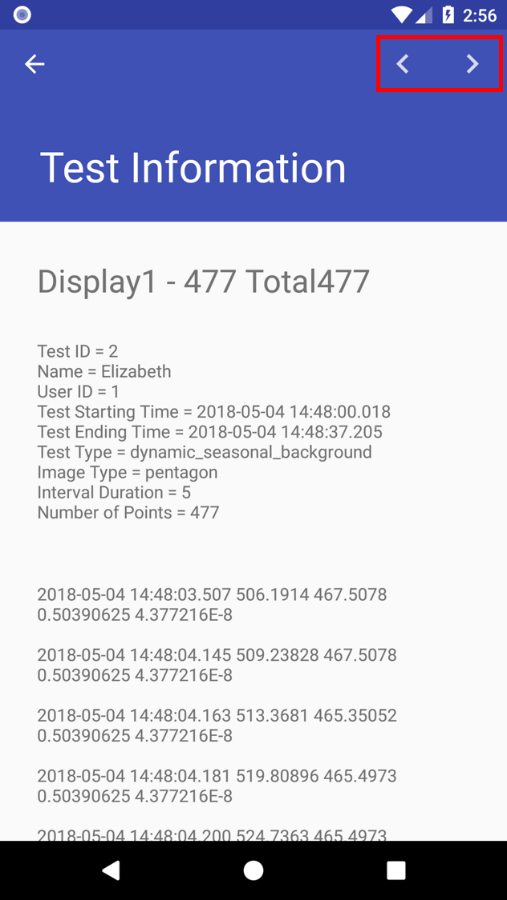 2:56
Test Information
Display1 - 477 Total477
Test ID = 2
Name = Elizabeth
User ID = 1
Test Starting Time = 2018-05-04 14:48:00.018
Test Ending Time = 2018-05-04 14:48:37.205
Test Type = dynamic_seasonal_background
Image Type = pentagon
Interval Duration = 5
Number of Points = 477
2018-05-04 14:48:03.507 506.1914 467.5078
0.50390625 4.377216E-8
2018-05-04 14:48:04.145 509.23828 467.5078
0.50390625 4.377216E-8
2018-05-04 14:48:04.163 513.3681 465.35052
0.50390625 4.377216E-8
2018-05-04 14:48:04.181 519.80896 465.4973
0.50390625 4.377216E-8
2018-05-04 14:48:04.200 524.7363 465.4973